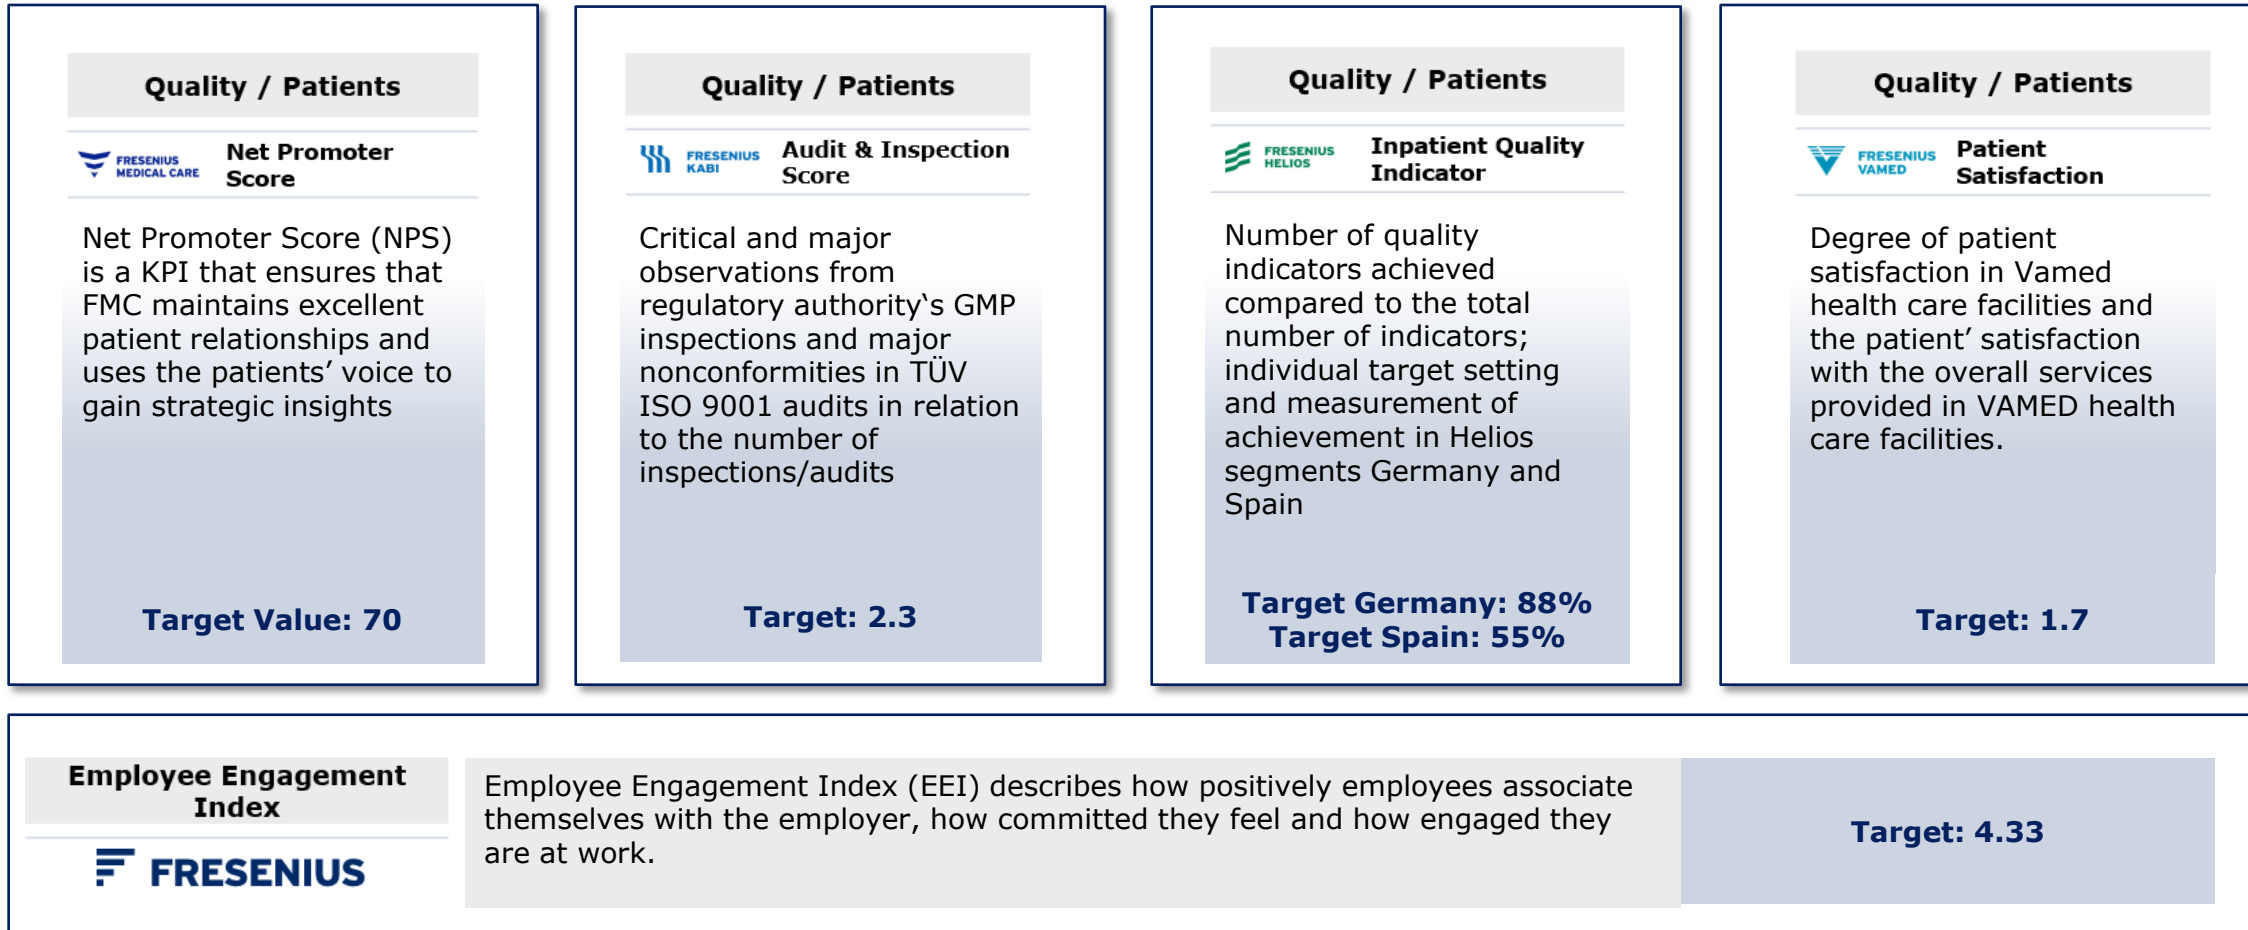 Quality / Patients
FRESENIUS
MEDICAL CARE
Net Promoter
Score
Net Promoter Score (NPS)
is a KPI that ensures that
FMC maintains excellent
patient relationships and
uses the patients’ voice to
gain strategic insights
Target Value: 70
Quality / Patients
FRESENIUS
KABI
Audit & Inspection
Score
Critical and major
observations from
regulatory authority‘s GMP
inspections and major
nonconformities in TÜV
ISO 9001 audits in relation
to the number of
inspections/audits
Target: 2.3
Quality / Patients
FRESENIUS
HELIOS
Inpatient Quality
Indicator
Number of quality
indicators achieved
compared to the total
number of indicators;
individual target setting
and measurement of
achievement in Helios
segments Germany and
Spain
Target Germany: 88%
Target Spain: 55%
Quality / Patients
FRESENIUS
VAMED
Patient
Satisfaction
Degree of patient
satisfaction in Vamed
health care facilities and
the patient’ satisfaction
with the overall services
provided in VAMED health
care facilities.
Target: 1.7
Employee Engagement
Index
FRESENIUS
Employee Engagement Index (EEI) describes how positively employees associate
themselves with the employer, how committed they feel and how engaged they
are at work.
Target: 4.33